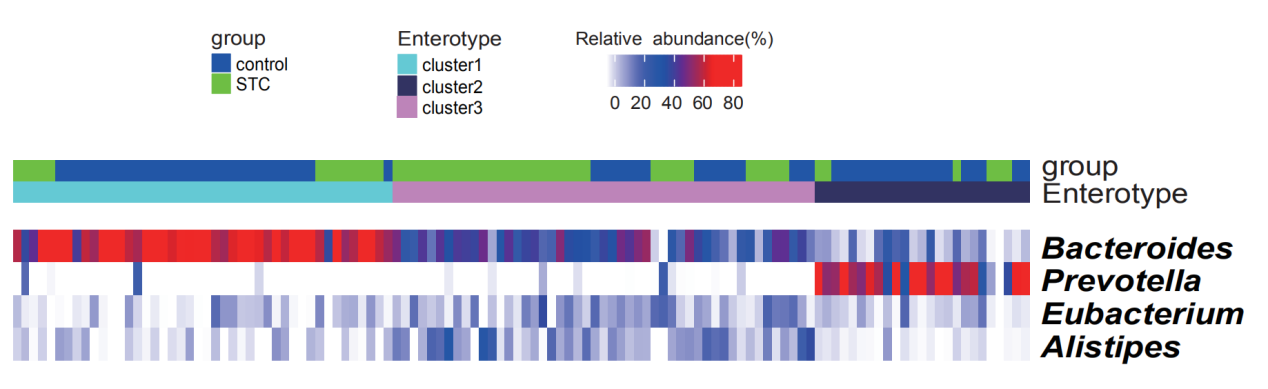 group
control
STC
Enterotype
cluster1
cluster2
cluster3
Relative abundance(%)
0 20 40 60 80
group
Enterotype
Bacteroides
Prevotella
Eubacterium
Alistipes